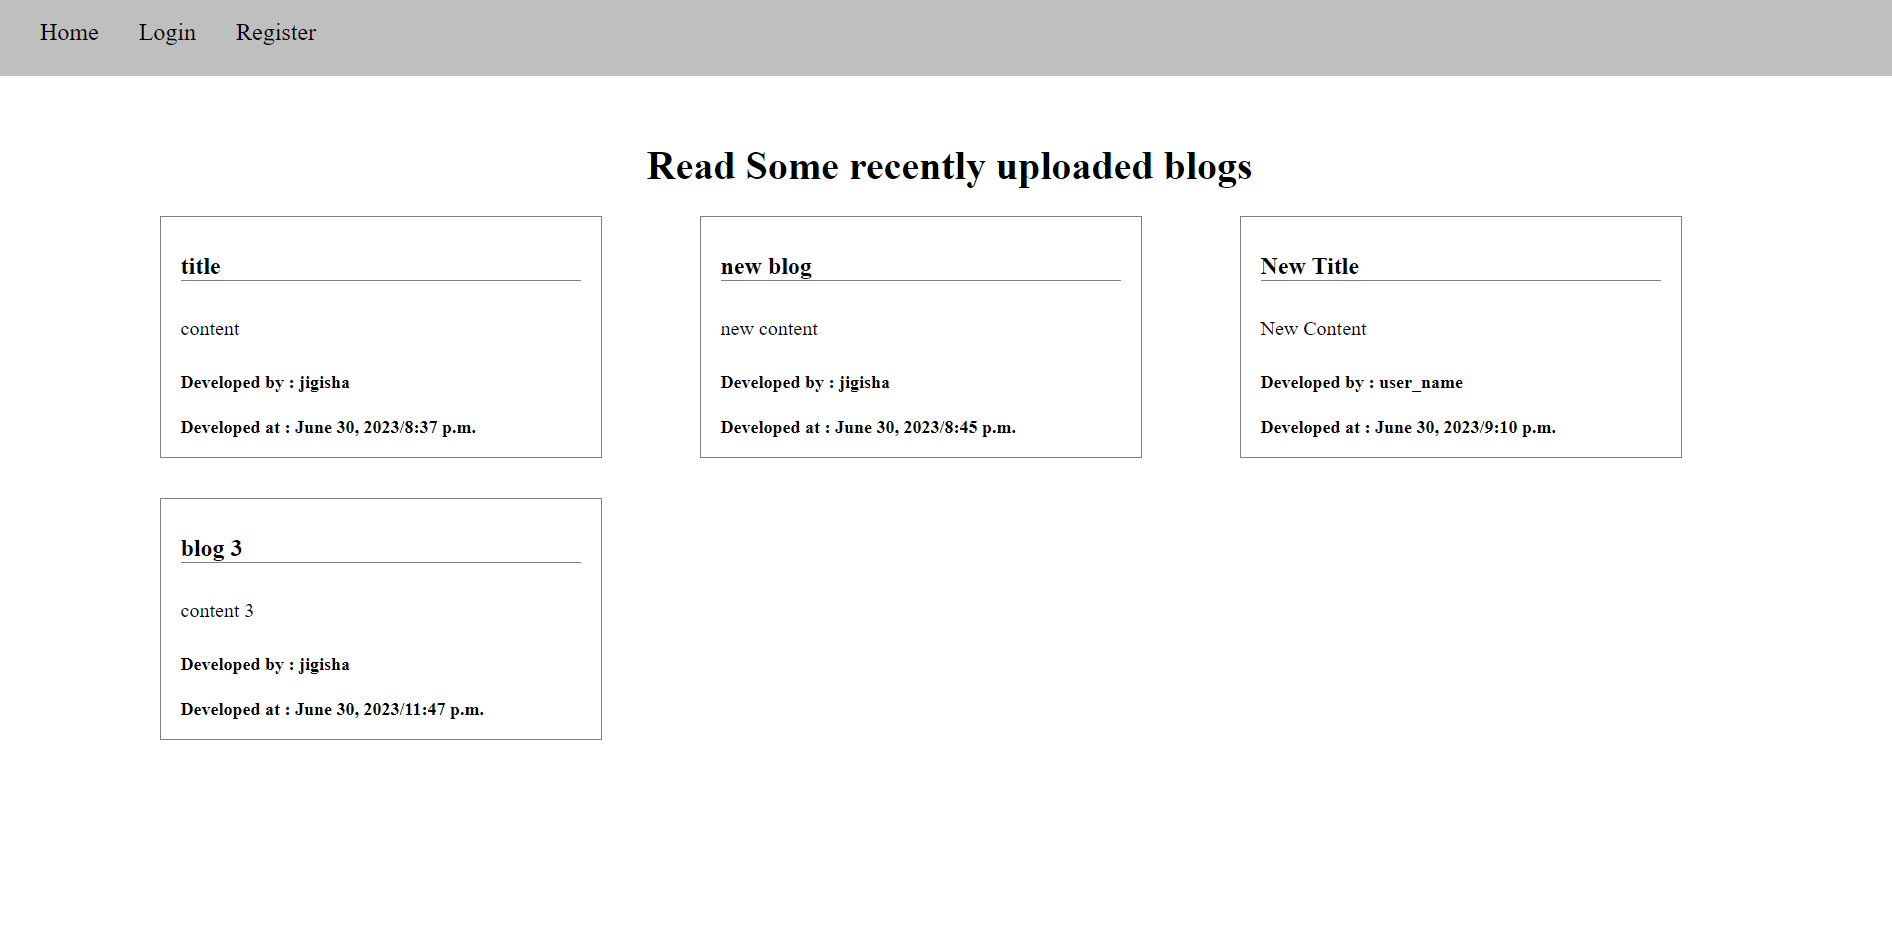 Home Login Register
Read Some recently uploaded blogs
title
content
Developed by : jigisha
Developed at : June 30, 2023/8:37 p.m.
new blog
new content
Developed by : jigisha
Developed at : June 30, 2023/8:45 p.m.
New Title
New Content
Developed by : user_name
Developed at : June 30, 2023/9:10 p.m.
blog 3
content 3
Developed by : jigisha
Developed at : June 30, 2023/11:47 p.m.